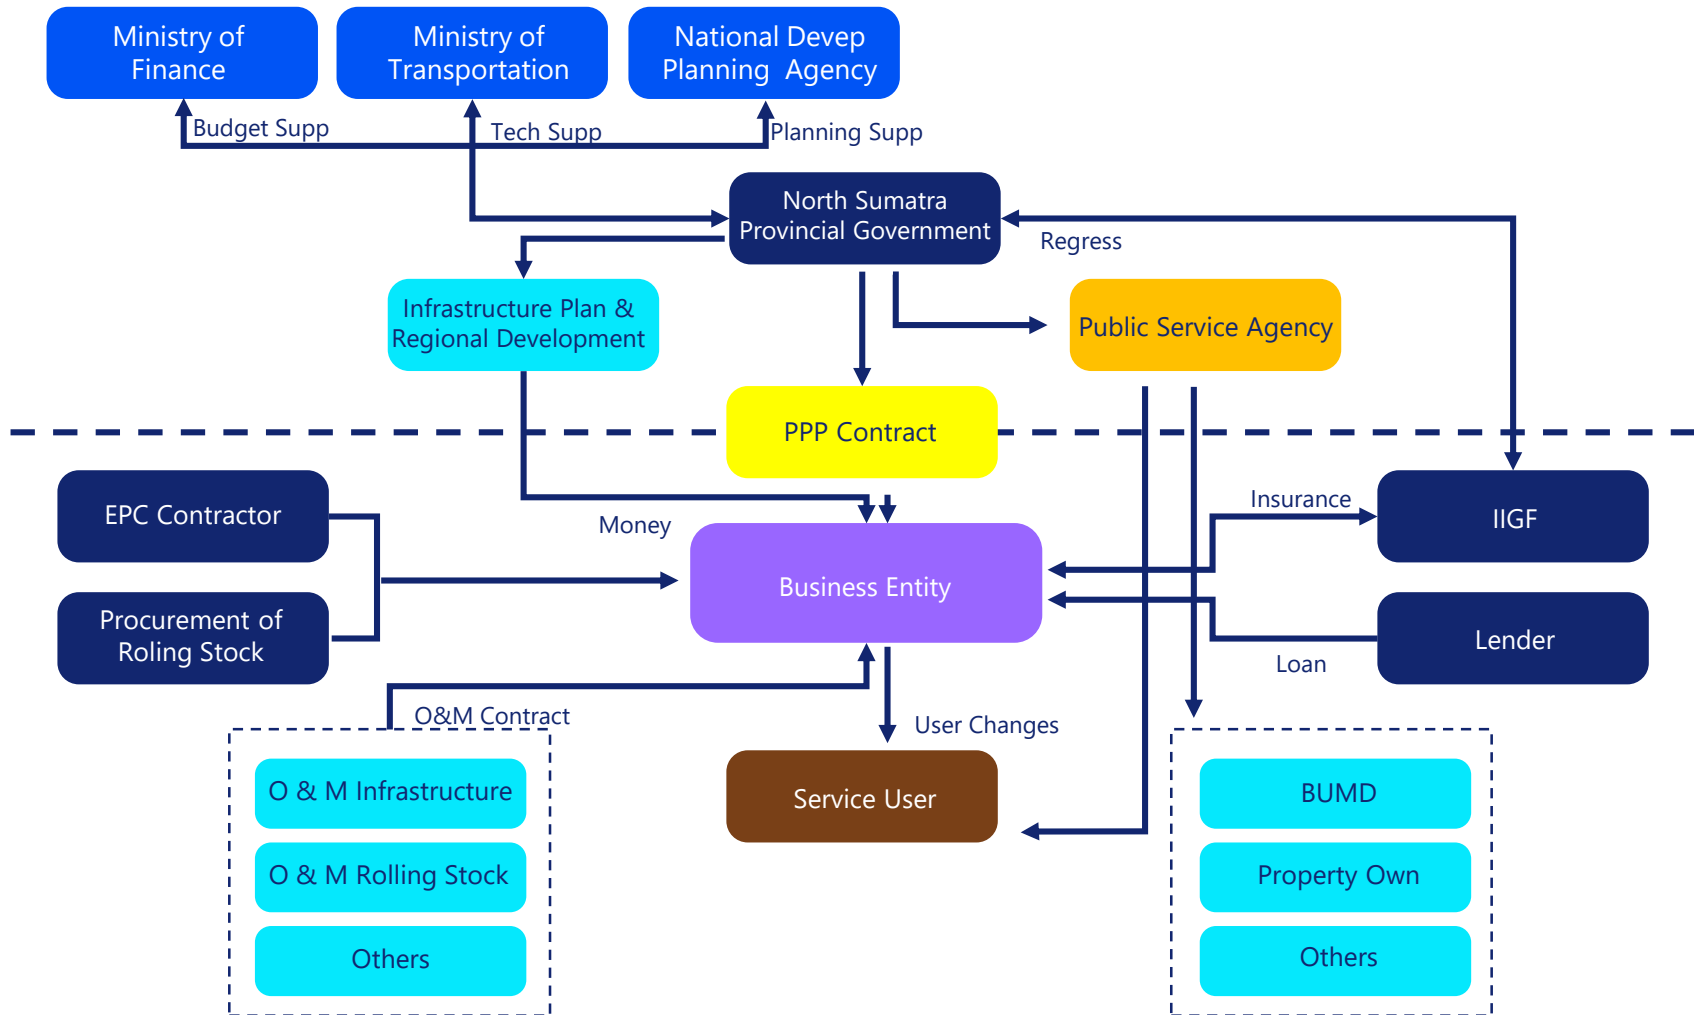 Ministry of
Finance
Ministry of
Transportation
National Devep
Planning Agency
Budget Supp
Tech Supp
Planning Supp
North Sumatra
Provincial Government
Regress
Infrastructure Plan &
Regional Development
Public Service Agency
PPP Contract
EPC Contractor
Money
Insurance
IIGF
Business Entity
Procurement of
Roling Stock
Lender
Loan
O&M Contract
User Changes
O & M Infrastructure
O & M Rolling Stock
Others
Service User
BUMD
Property Own
Others